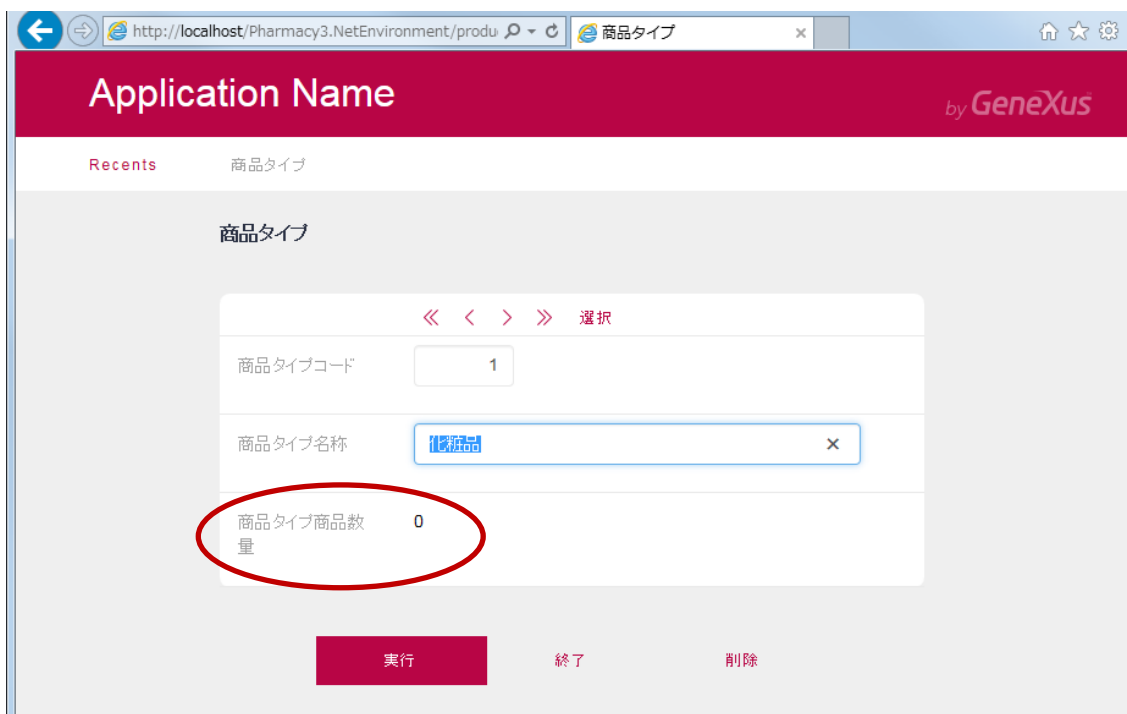 http://localhost/Pharmacy3.NetEnvironment/produ
商品タイプ
Application Name
by GeneXus
Recents 商品タイプ
商品タイプ
選択
商品タイプコード 1
商品タイプ名称 化粧品
商品タイプ商品数 0
量
実行 終了 削除